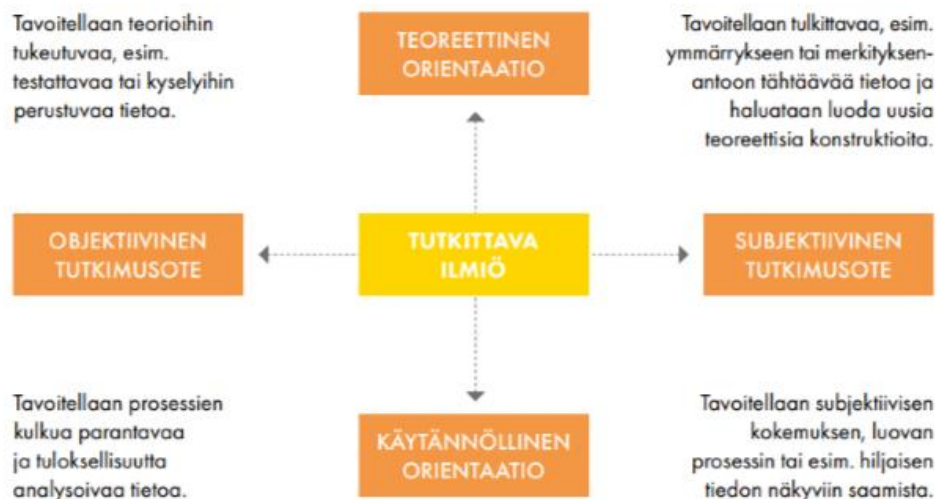 Tavoitellaan teorioihin
tukeutuvaa, esim.
testattavaa tai kyselyihin
perustuvaa tietoa.
TEOREETTINEN
ORIENTAATIO
Tavoitellaan tulkittavaa, esim.
ymmärrykseen tai merkityksen-
antoon tähtäävää tietoa ja
haluataan luoda uusia
teoreettisia konstruktioita.
OBJEKTIIVINEN
TUTKIMUSOTE
TUTKITTAVA
ILMIÖ
SUBJEKTIIVINEN
TUTKIMUSOTE
Tavoitellaan prosessien
kulkua parantavaa
ja tuloksellisuutta
analysoivaa tietoa.
KÄYTÄNNÖLLINEN
ORIENTAATIO
Tavoitellaan subjektiivisen
kokemuksen, luovan
prosessin tai esim. hiljaisen
tiedon näkyviin saamista.